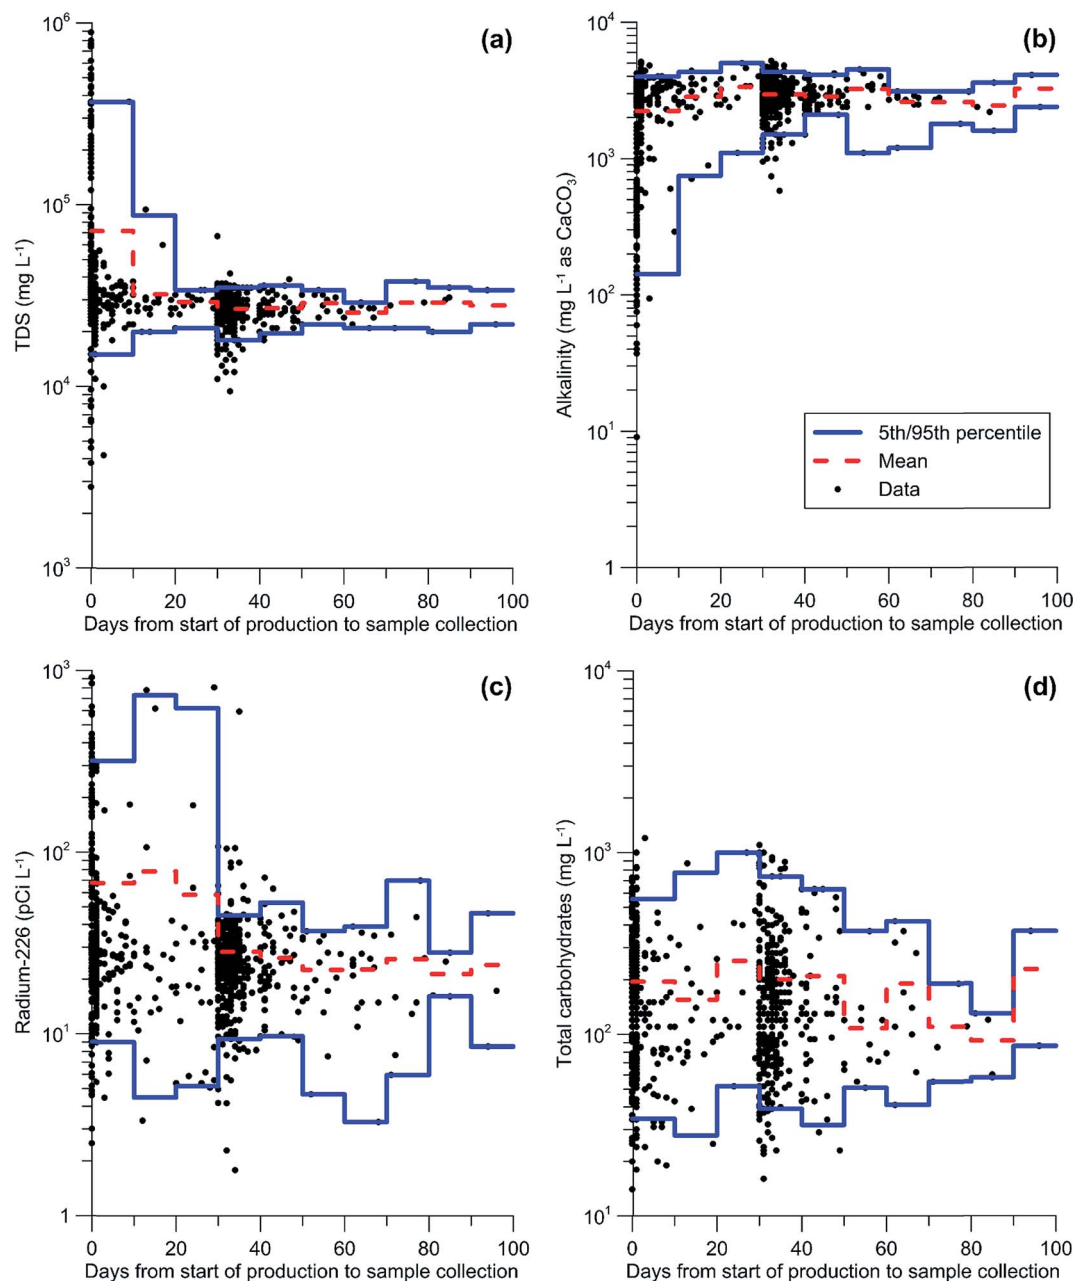 (a)
TDS (mg L⁻¹)
10⁶
10⁵
10⁴
10³
0 20 40 60 80 100
Days from start of production to sample collection
(b)
Alkalinity (mg L⁻¹ as CaCO₃)
10⁴
10³
10²
10¹
1
5th/95th percentile
Mean
Data
0 20 40 60 80 100
Days from start of production to sample collection
(c)
Radium-226 (pCi L⁻¹)
10³
10²
10¹
1
0 20 40 60 80 100
Days from start of production to sample collection
(d)
Total carbohydrates (mg L⁻¹)
10⁴
10³
10²
10¹
0 20 40 60 80 100
Days from start of production to sample collection